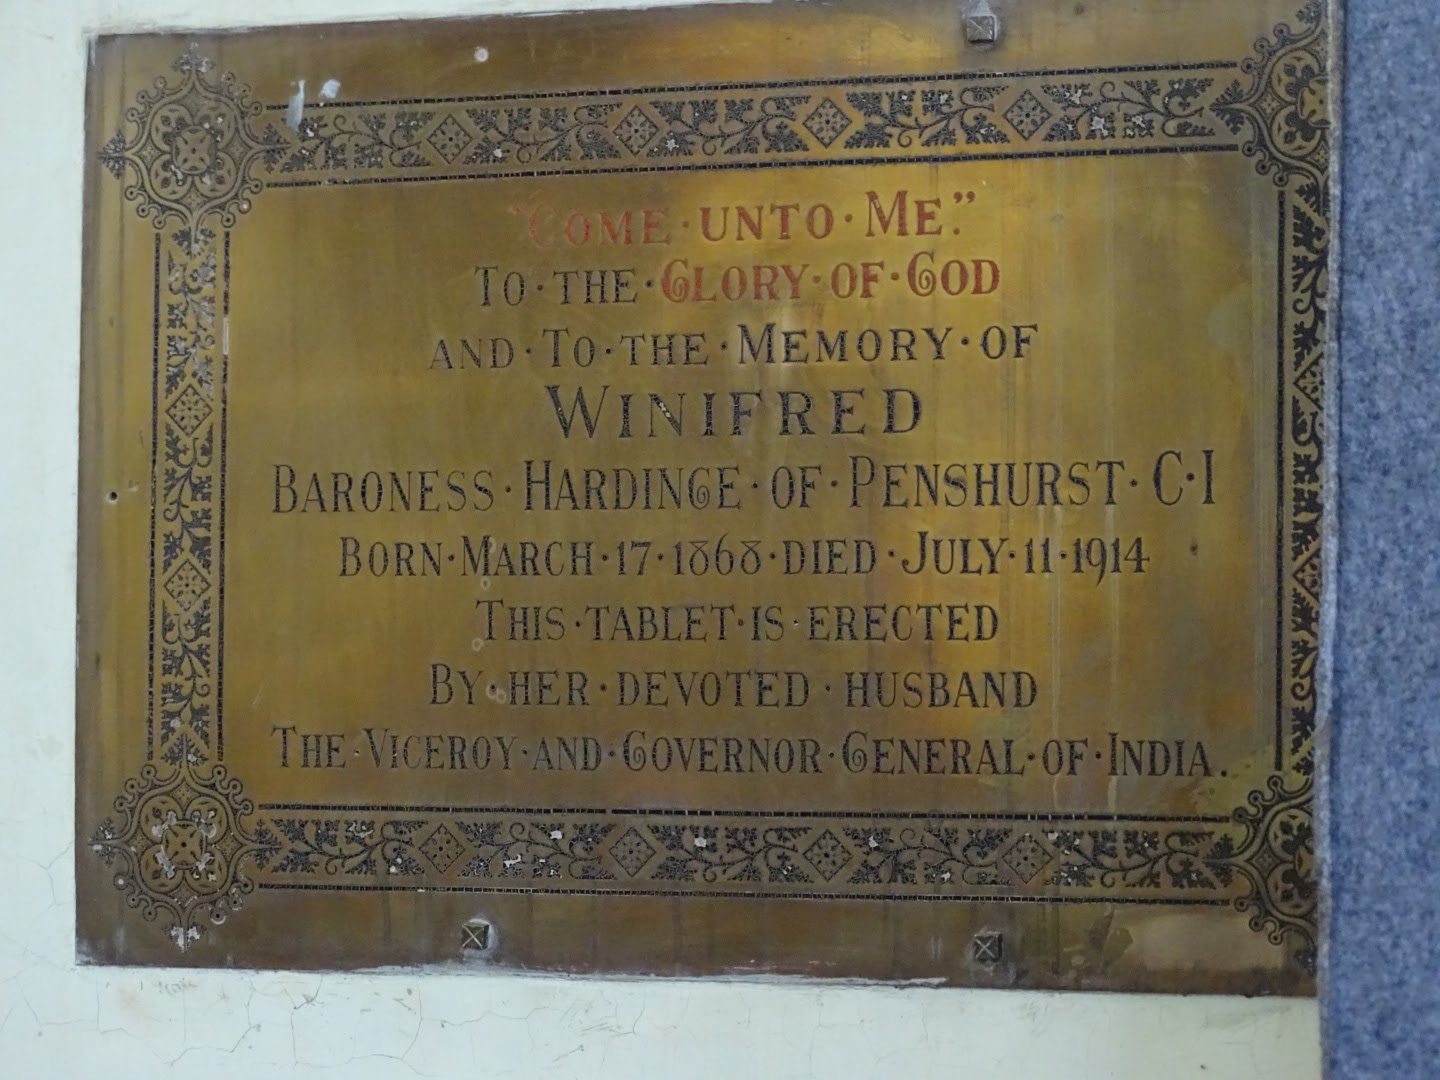 "COME · UNTO · ME."
TO · THE · GLORY · OF · GOD
AND · TO · THE · MEMORY · OF
WINIFRED
BARONESS · HARDINGE · OF · PENSHURST · C·I
BORN · MARCH · 17 · 1868 · DIED · JULY · 11 · 1914
THIS · TABLET · IS · ERECTED
BY · HER · DEVOTED · HUSBAND
THE · VICEROY · AND · GOVERNOR · GENERAL · OF · INDIA.